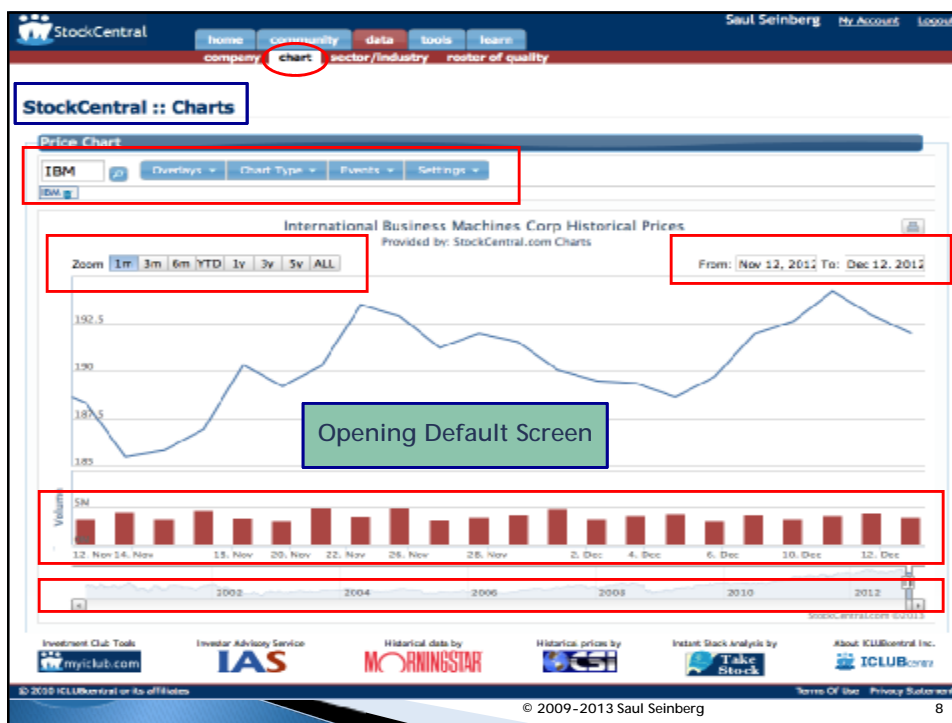 Saul Seinberg My Account Logout
StockCentral
home community data tools learn
company chart sector/industry roster of quality
StockCentral :: Charts
Price Chart
IBM Overlays Chart Type Events Settings
IBM
International Business Machines Corp Historical Prices
Provided by: StockCentral.com Charts
Zoom 1m 3m 6m YTD 1y 3y 5y ALL From: Nov 12, 2012 To: Dec 12, 2012
192.5
190
187.5
Opening Default Screen
185
Volume
5M
12. Nov 14. Nov 20. Nov 22. Nov 26. Nov 28. Nov 2. Dec 4. Dec 6. Dec 10. Dec 12. Dec
2002 2004 2006 2008 2010 2012
StockCentral.com ©2013
Investment Club Tools Investor Advisory Service Historical data by Historical prices by Instant Stock Analysis by About ICLUBcentral Inc.
myiclub.com IAS MORNINGSTAR CSI Take Stock ICLUBcentral
© 2010 ICLUBcentral or its affiliates Terms Of Use Privacy Statement
© 2009-2013 Saul Seinberg 8